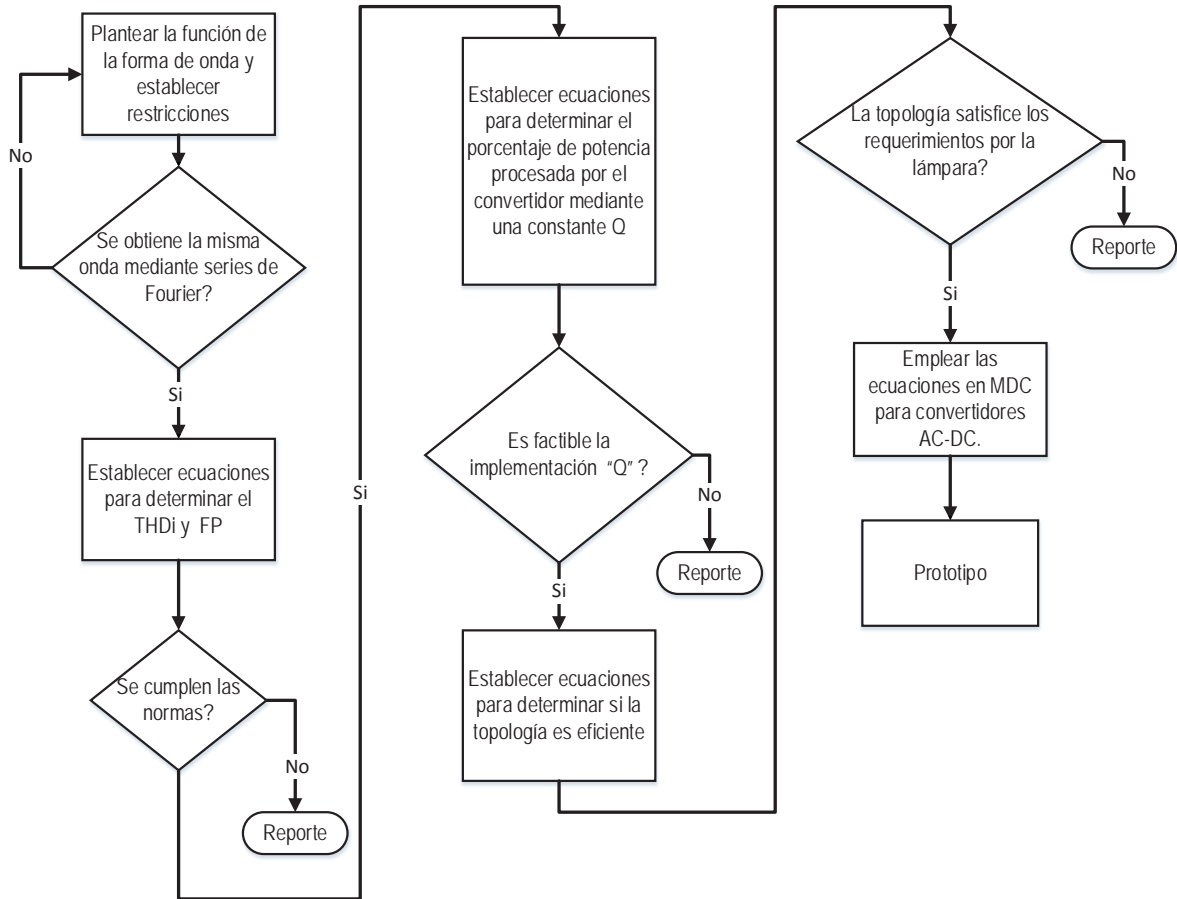 Plantear la función de
la forma de onda y
establecer
restricciones
No
Se obtiene la misma
onda mediante series de
Fourier?
Si
Establecer ecuaciones
para determinar el
THDi y FP
Se cumplen las
normas?
No
Reporte
Si
Establecer ecuaciones
para determinar el
porcentaje de potencia
procesada por el
convertidor mediante
una constante Q
Es factible la
implementación "Q" ?
No
Reporte
Si
Establecer ecuaciones
para determinar si la
topología es eficiente
La topología satisfice los
requerimientos por la
lámpara?
No
Reporte
Si
Emplear las
ecuaciones en MDC
para convertidores
AC-DC.
Prototipo